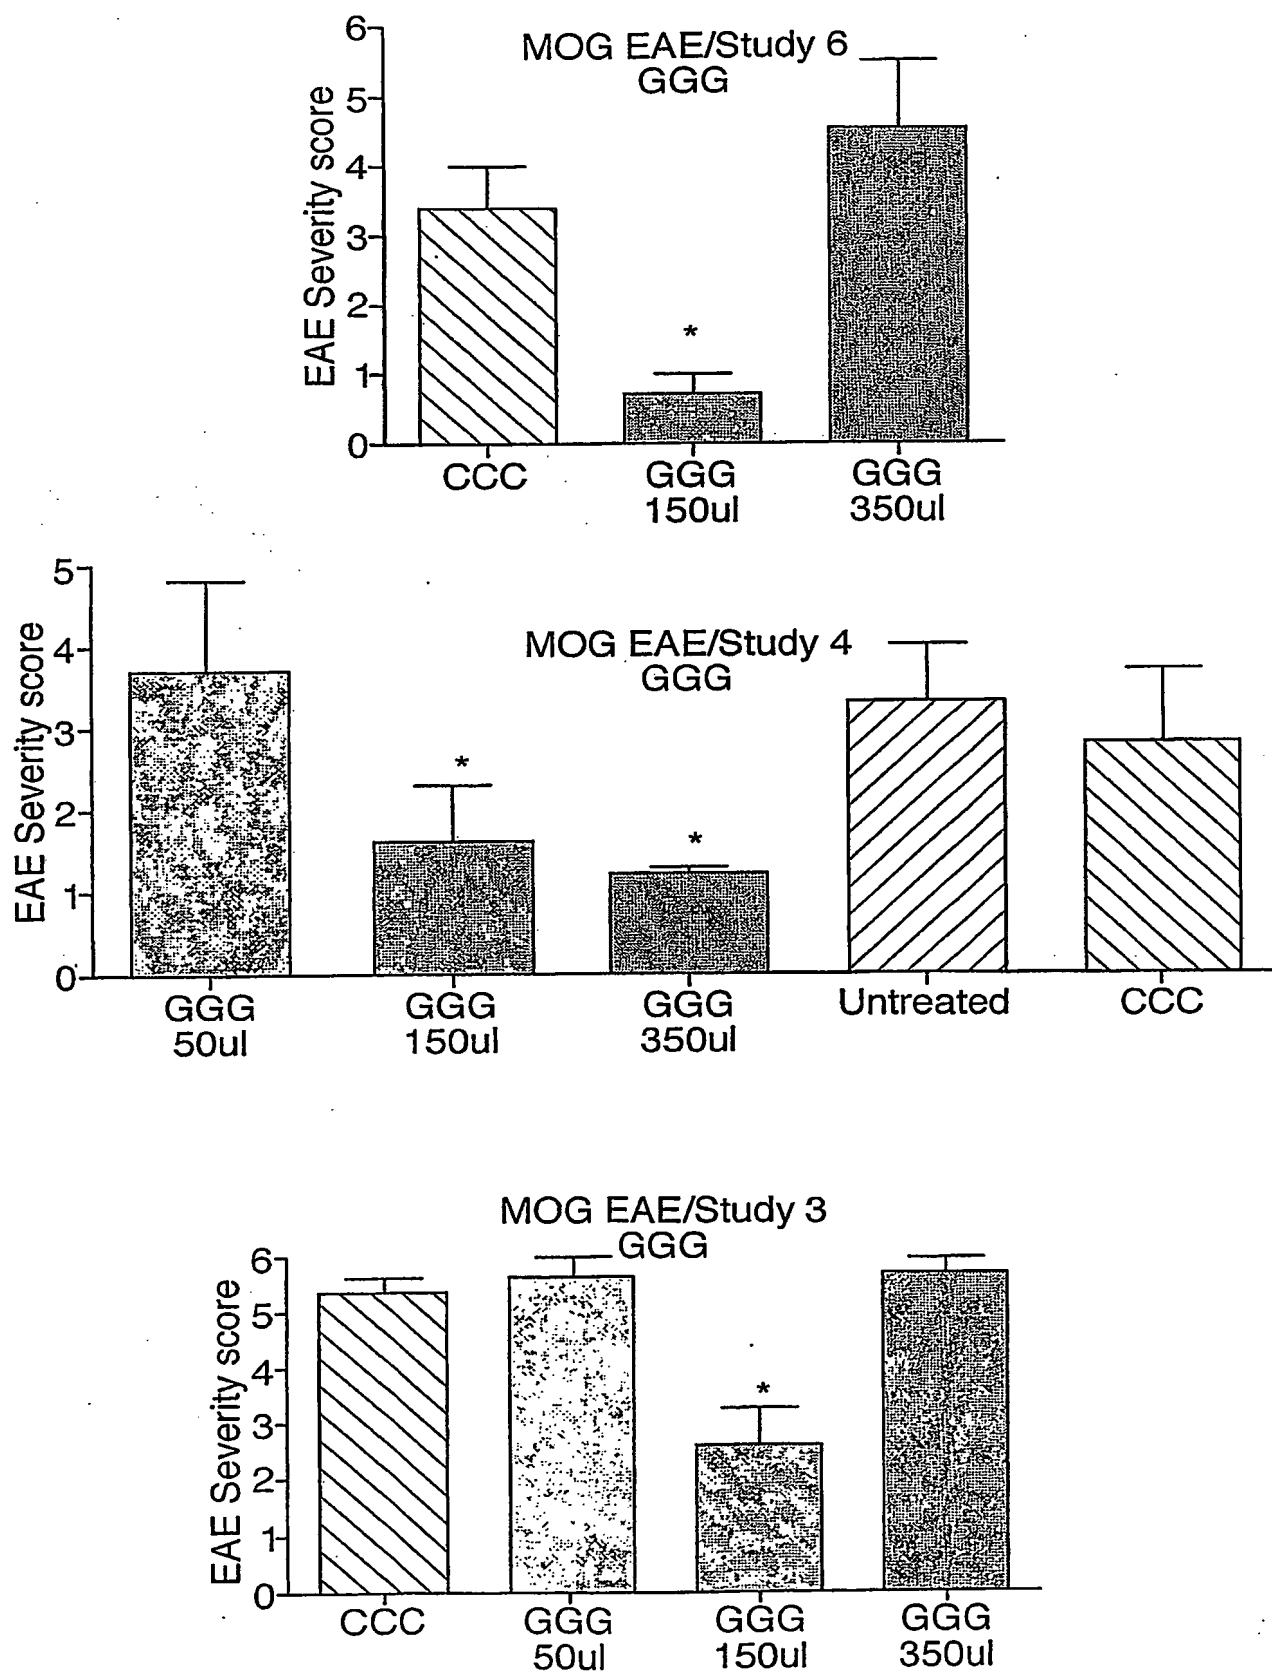 MOG EAE/Study 6
GGG
EAE Severity score
6
5
4
3
2
1
0
*
CCC
GGG
150ul
GGG
350ul
MOG EAE/Study 4
GGG
EAE Severity score
5
4
3
2
1
0
*
*
GGG
50ul
GGG
150ul
GGG
350ul
Untreated
CCC
MOG EAE/Study 3
GGG
EAE Severity score
6
5
4
3
2
1
0
*
CCC
GGG
50ul
GGG
150ul
GGG
350ul